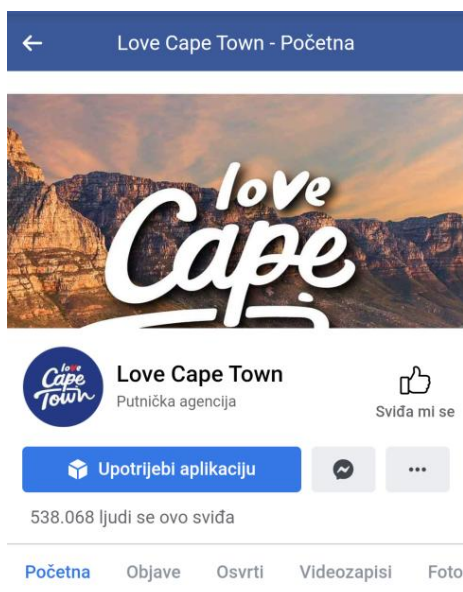 Love Cape Town - Početna
love
Cape
love
Cape
Town
Love Cape Town
Putnička agencija
Sviđa mi se
Upotrijebi aplikaciju
538.068 ljudi se ovo sviđa
Početna Objave Osvrti Videozapisi Foto